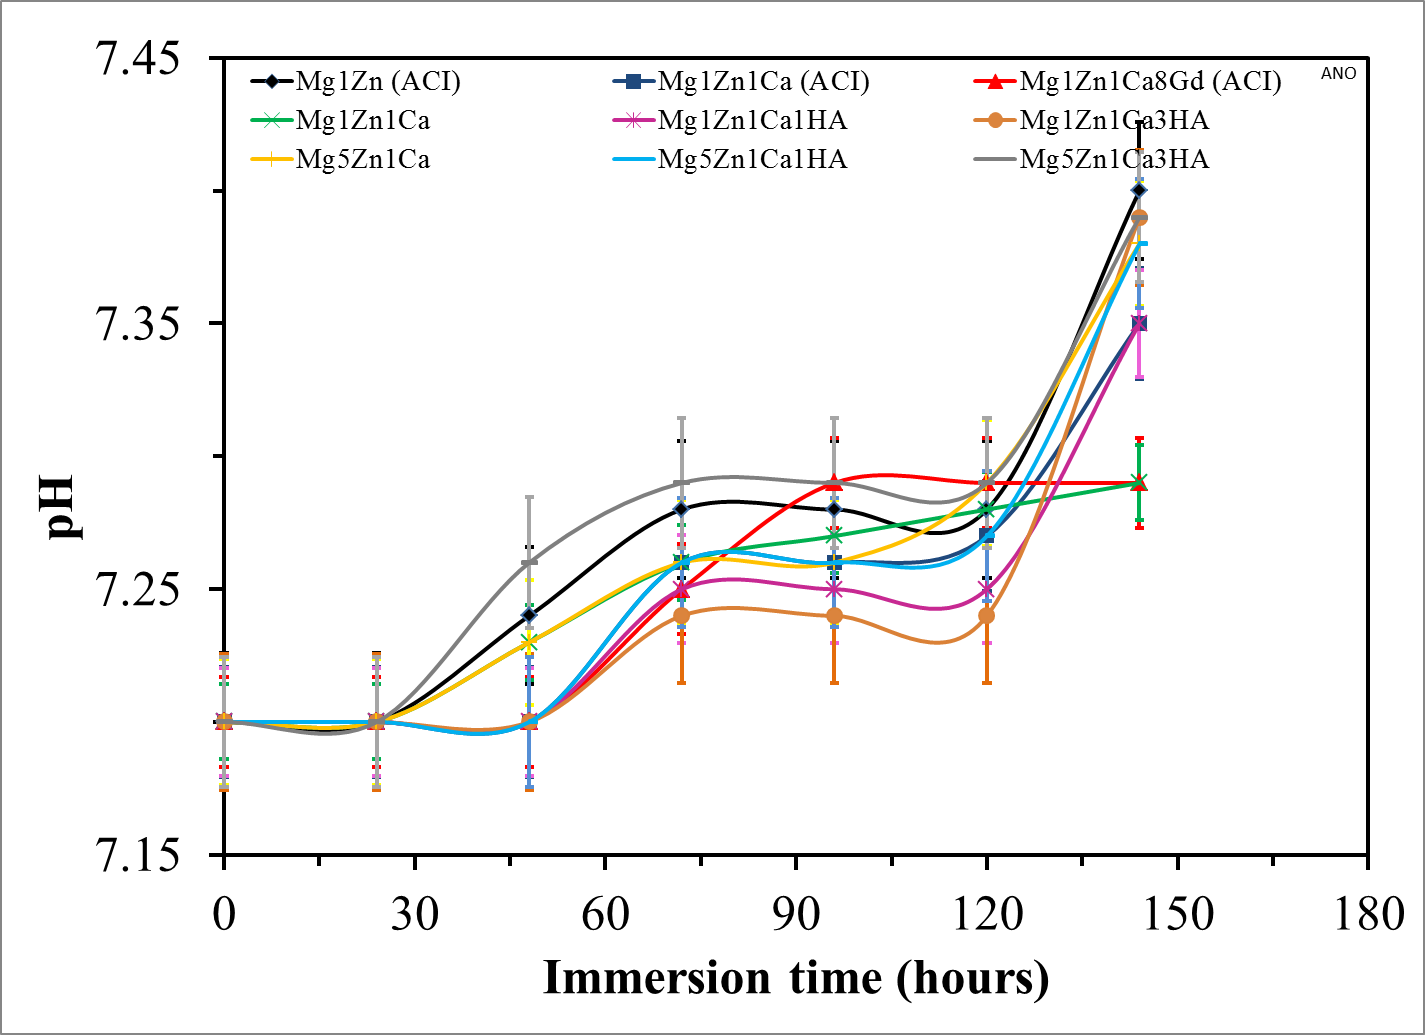 7.45
Mg1Zn (ACI) Mg1Zn1Ca (ACI) Mg1Zn1Ca8Gd (ACI) ANO
Mg1Zn1Ca Mg1Zn1Ca1HA Mg1Zn1Ca3HA
Mg5Zn1Ca Mg5Zn1Ca1HA Mg5Zn1Ca3HA
7.35
pH
7.25
7.15
0 30 60 90 120 150 180
Immersion time (hours)